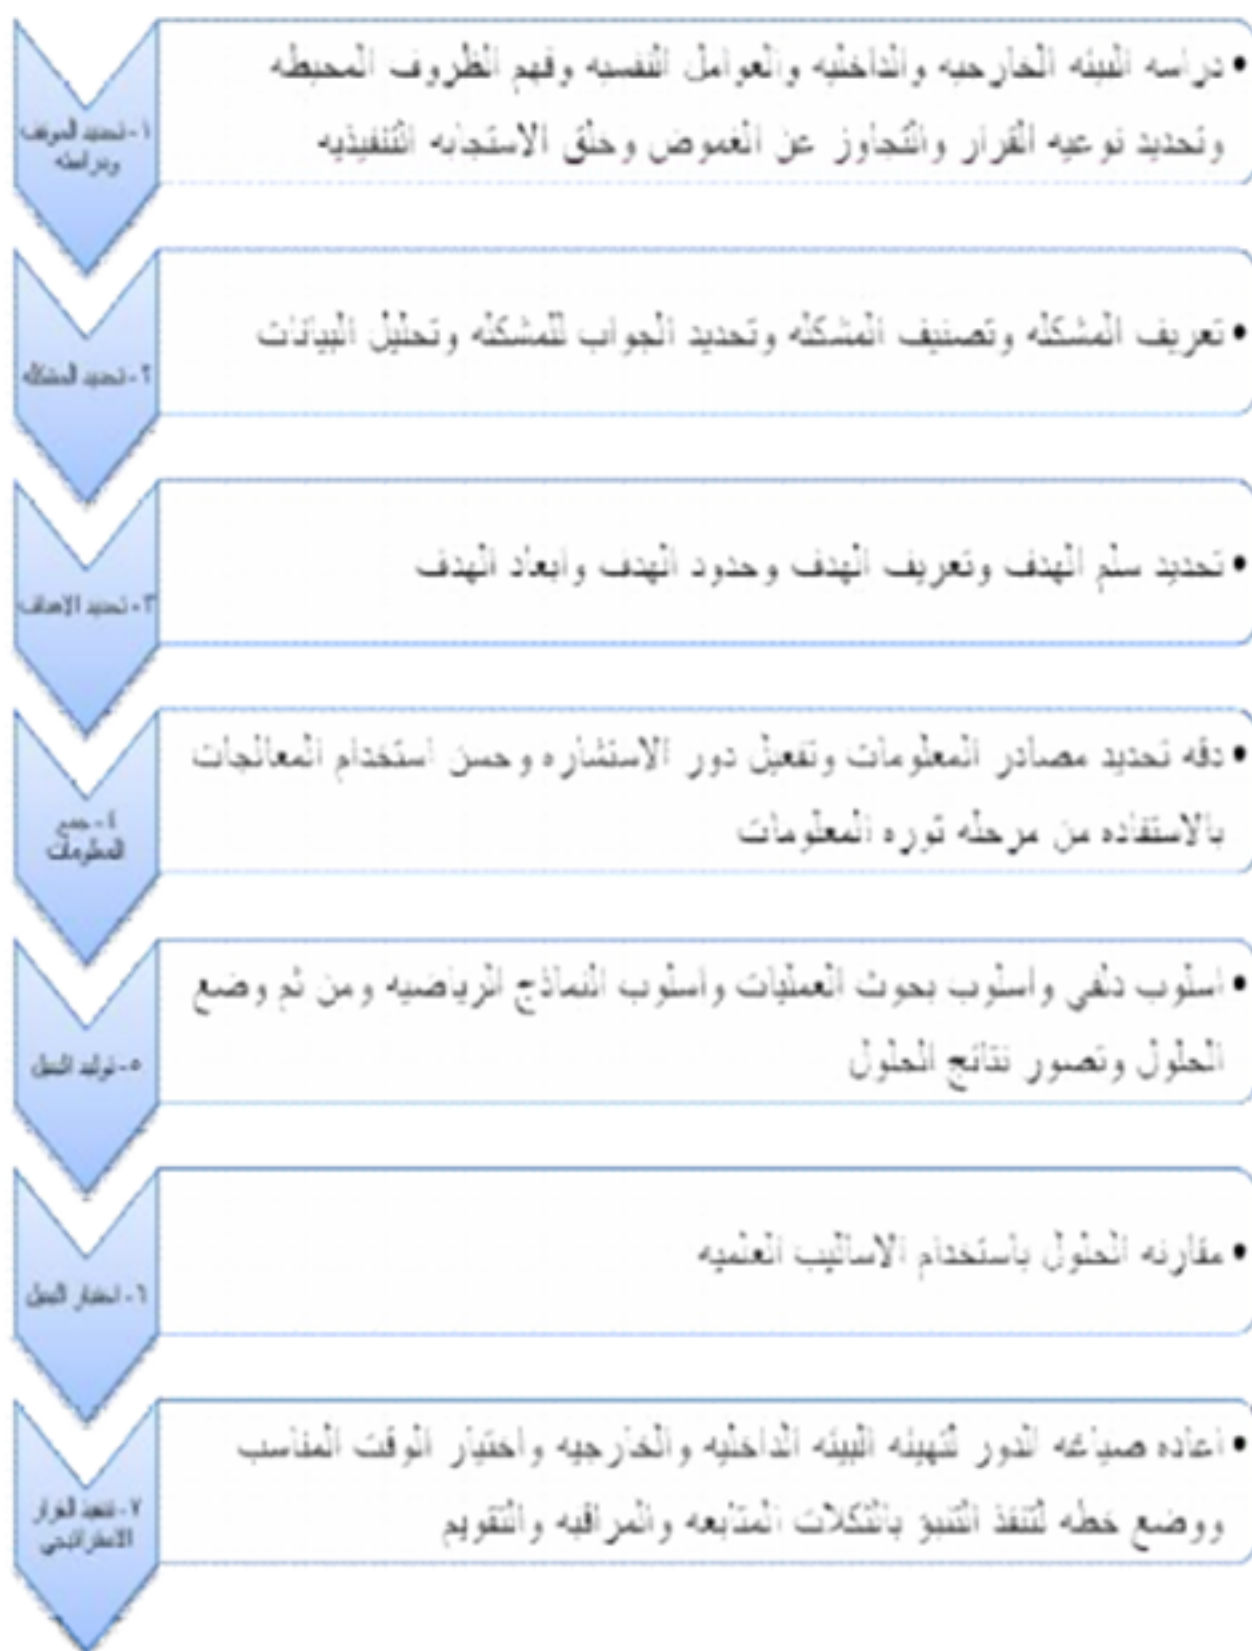 ١- تحديد الموقف
ودراسته
• دراسه البيئه الخارجيه والداخليه والعوامل النفسيه وفهم الظروف المحيطه
وتحديد نوعيه القرار والتجاوز عن الغموض وخلق الاستجابه التنفيذيه
٢- تحديد المشكله
• تعريف المشكله وتصنيف المشكله وتحديد الجواب للمشكله وتحليل البيانات
٣- تحديد الاهداف
• تحديد سلم الهدف وتعريف الهدف وحدود الهدف وابعاد الهدف
٤- جمع
المعلومات
• دقه تحديد مصادر المعلومات وتفعيل دور الاستشاره وحسن استخدام المعالجات
بالاستفاده من مرحله ثوره المعلومات
٥- توليد البديل
• اسلوب دلفي واسلوب بحوث العمليات واسلوب النماذج الرياضيه ومن ثم وضع
الحلول وتصور نتائج الحلول
٦- اختيار البديل
• مقارنه الحلول باستخدام الاساليب العلميه
٧- تنفيذ القرار
الاستراتيجي
• اعاده صياغه الدور لتهيئه البيئه الداخليه والخارجيه واختيار الوقت المناسب
ووضع خطه لتنفذ التنبؤ المتابعه والمراقبه والتقويم